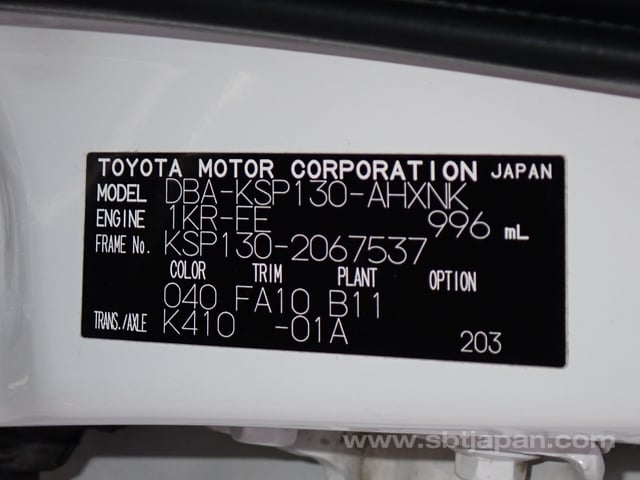 TOYOTA MOTOR CORPORATION JAPAN
MODEL DBA-KSP130-AHXNK
ENGINE 1KR-FE 996 mL
FRAME No. KSP130-2067537
COLOR TRIM PLANT OPTION
040 FA10 B11
TRANS./AXLE K410 -01A
203
www.sbtjapan.com